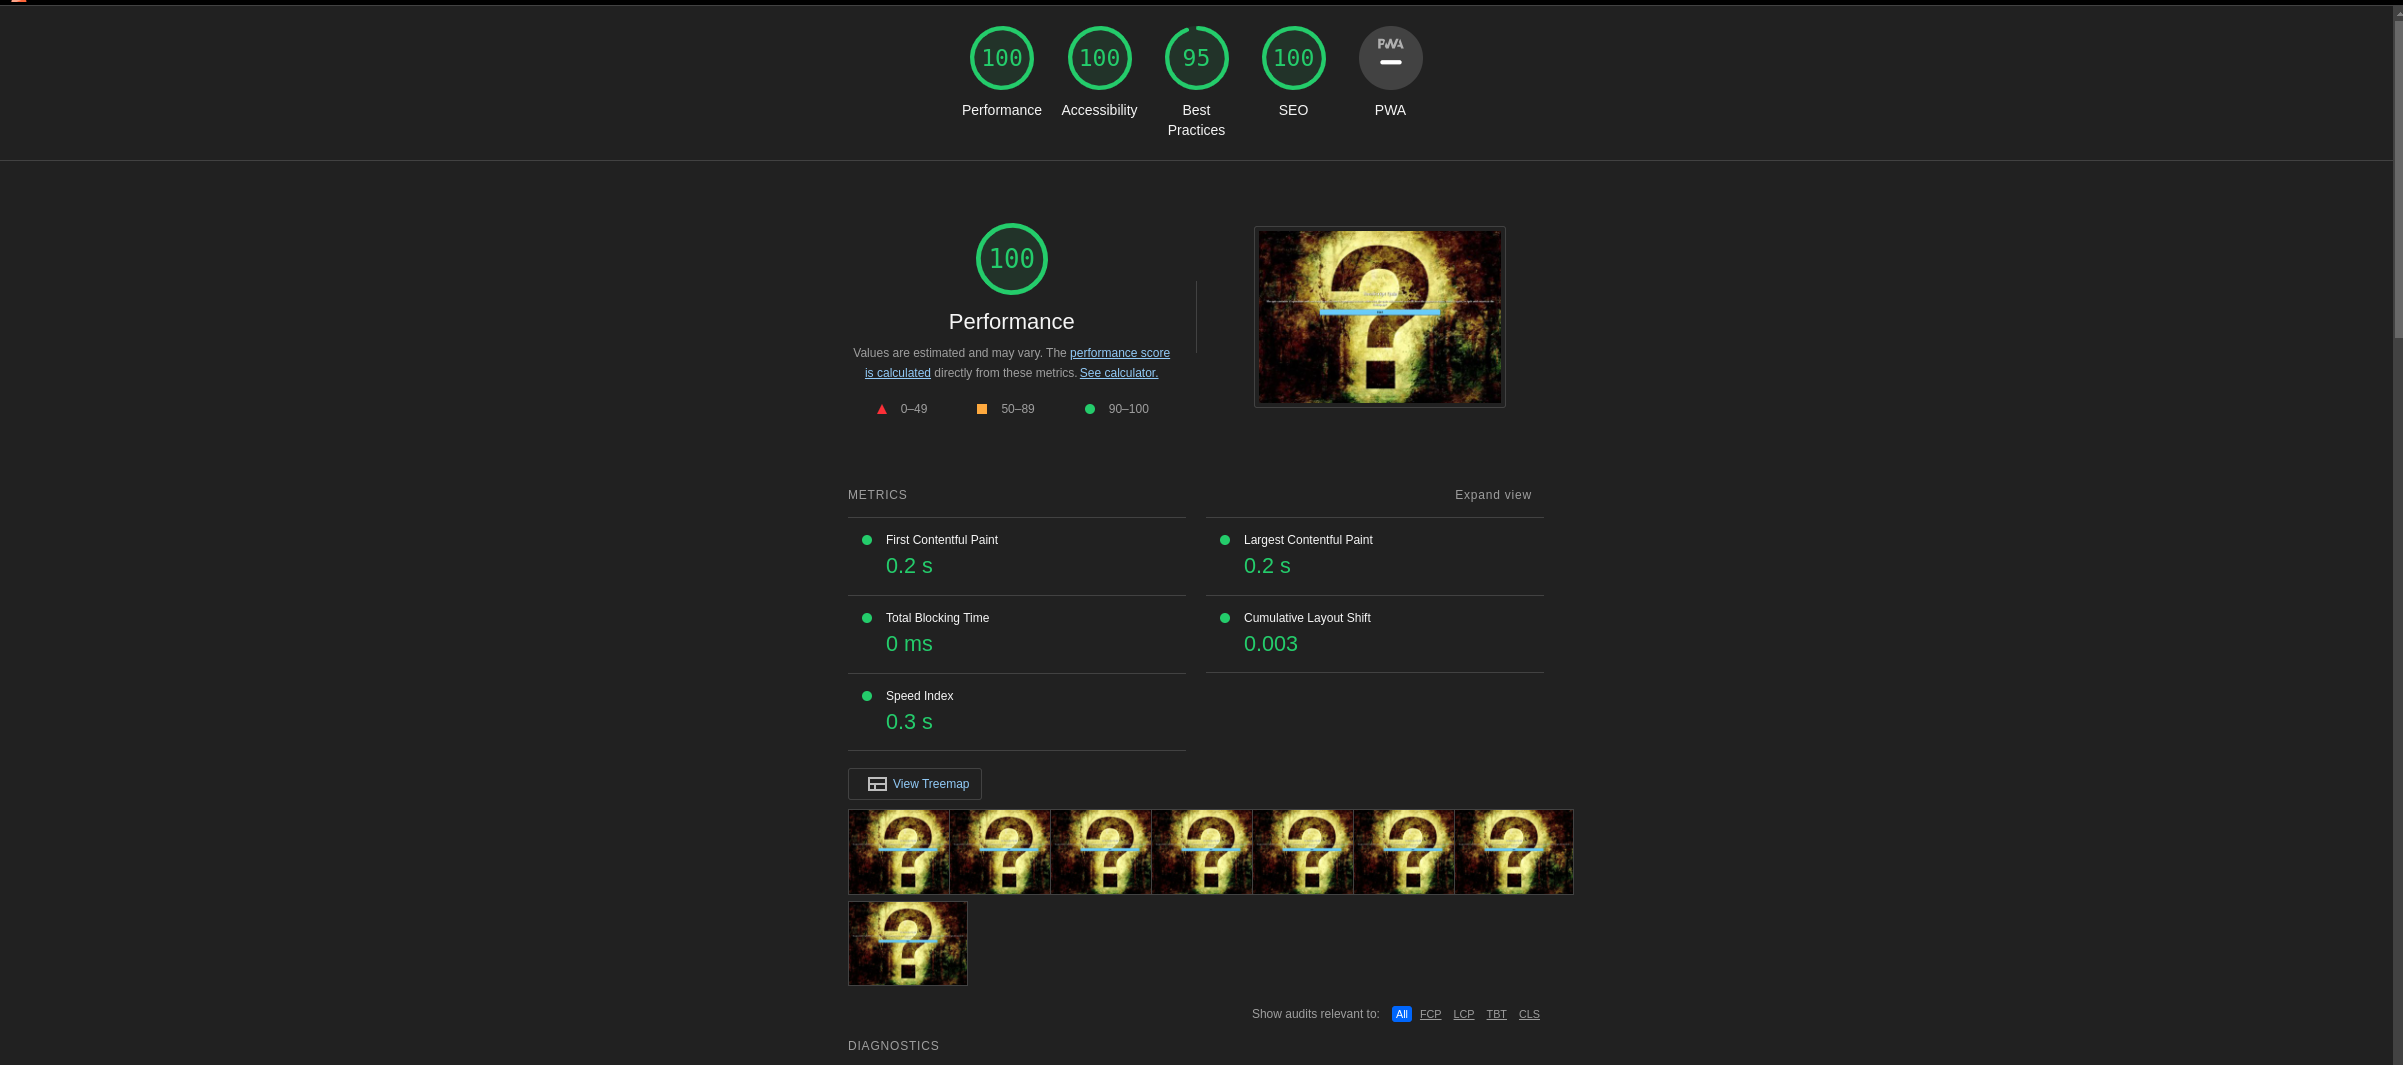 100
100
95
100
PWA
Performance
Accessibility
Best
Practices
SEO
PWA
100
Performance
Values are estimated and may vary. The performance score
is calculated directly from these metrics. See calculator.
0–49
50–89
90–100
METRICS
Expand view
First Contentful Paint
0.2 s
Largest Contentful Paint
0.2 s
Total Blocking Time
0 ms
Cumulative Layout Shift
0.003
Speed Index
0.3 s
View Treemap
Show audits relevant to: All FCP LCP TBT CLS
DIAGNOSTICS